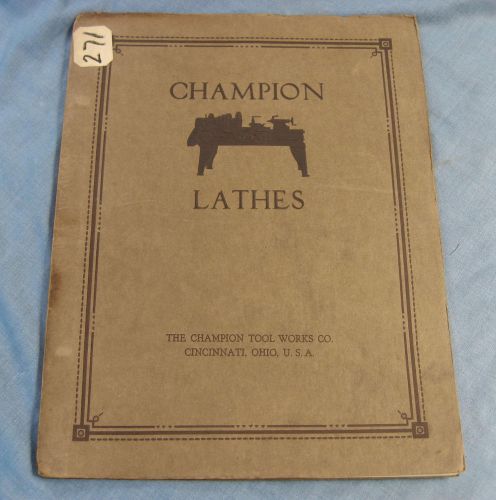 271
CHAMPION
LATHES
THE CHAMPION TOOL WORKS CO.
CINCINNATI, OHIO, U. S. A.